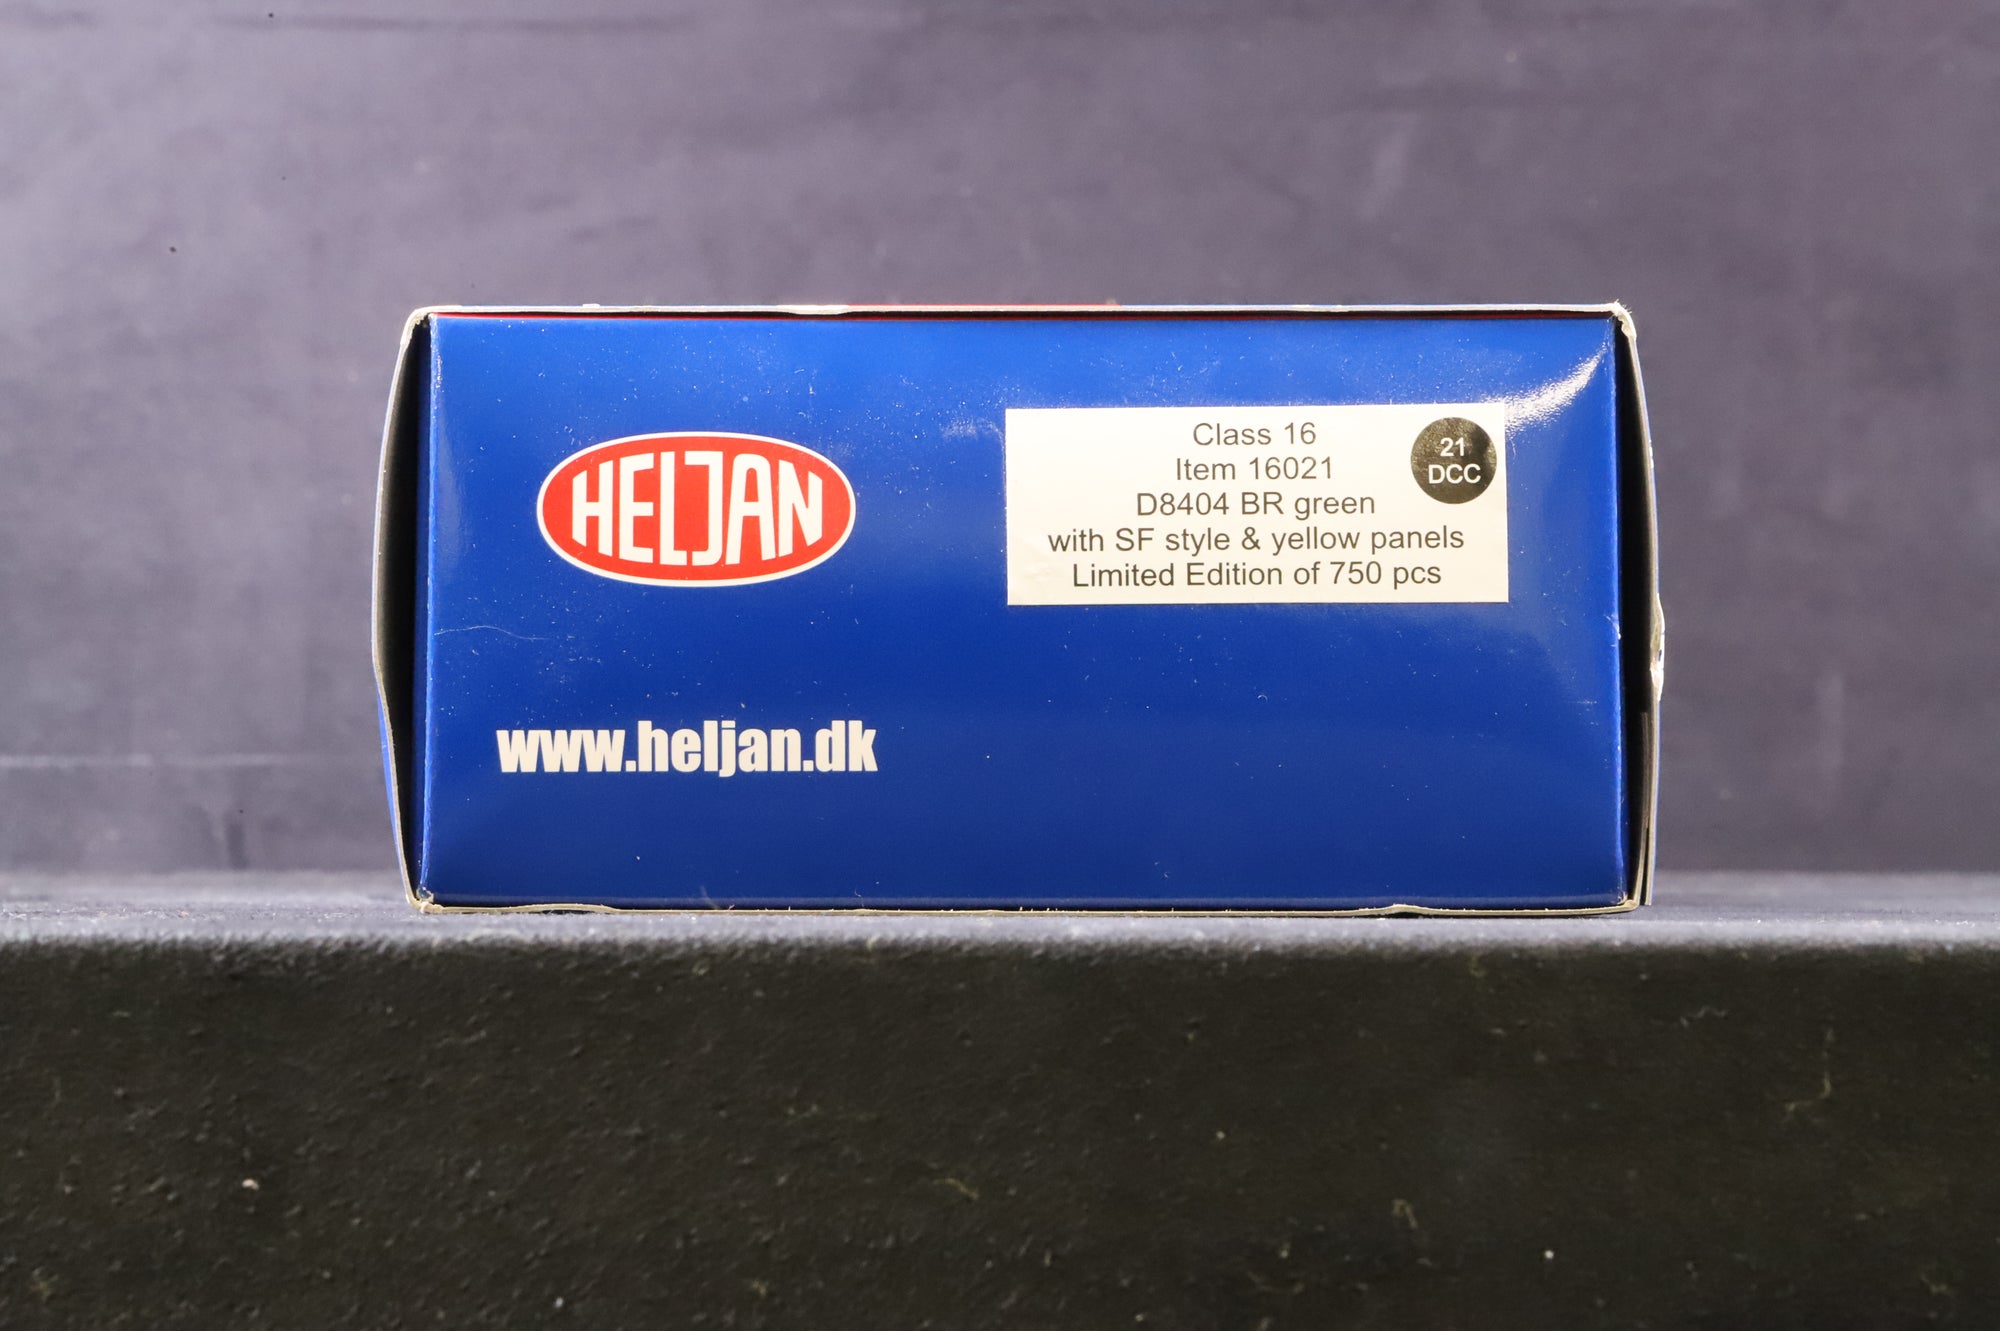 HELJAN
www.heljan.dk
Class 16
Item 16021
D8404 BR green
with SF style & yellow panels
Limited Edition of 750 pcs
21
DCC